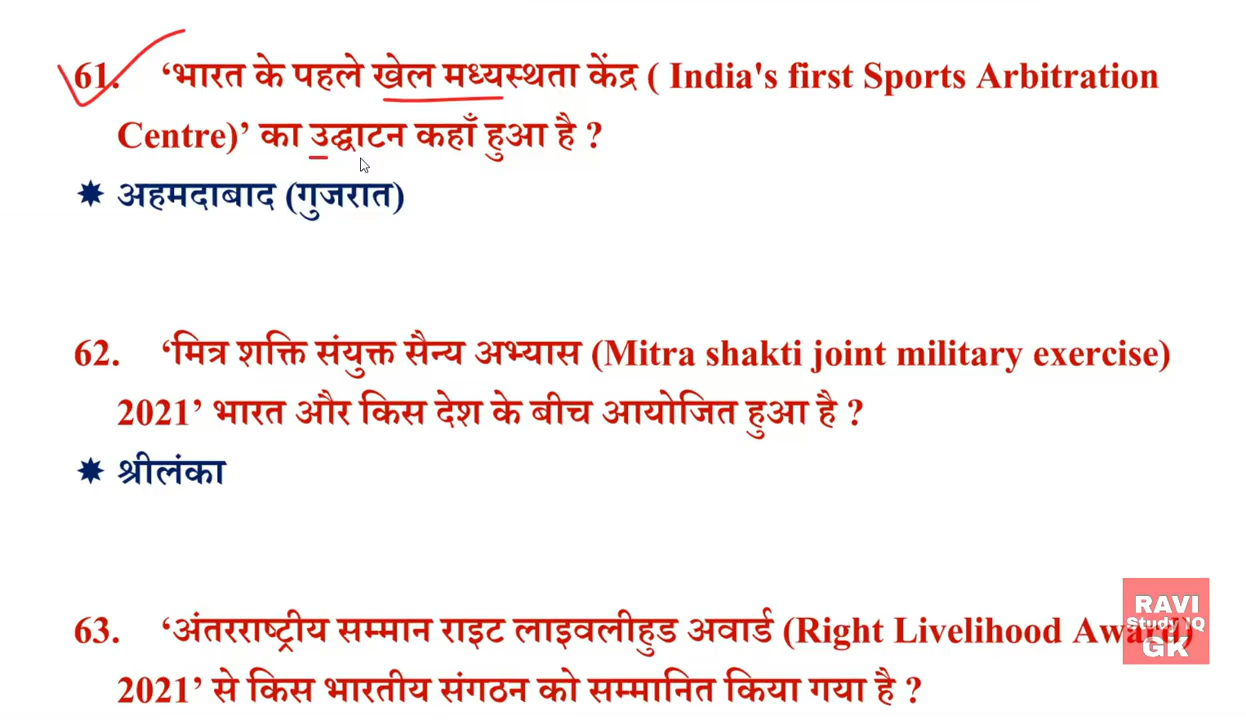 61. ‘भारत के पहले खेल मध्यस्थता केंद्र ( India's first Sports Arbitration
Centre)’ का उद्घाटन कहाँ हुआ है ?
✷ अहमदाबाद (गुजरात)
62. ‘मित्र शक्ति संयुक्त सैन्य अभ्यास (Mitra shakti joint military exercise)
2021’ भारत और किस देश के बीच आयोजित हुआ है ?
✷ श्रीलंका
63. ‘अंतरराष्ट्रीय सम्मान राइट लाइवलीहुड अवार्ड (Right Livelihood Award)
2021’ से किस भारतीय संगठन को सम्मानित किया गया है ?
RAVI
Study IQ
GK